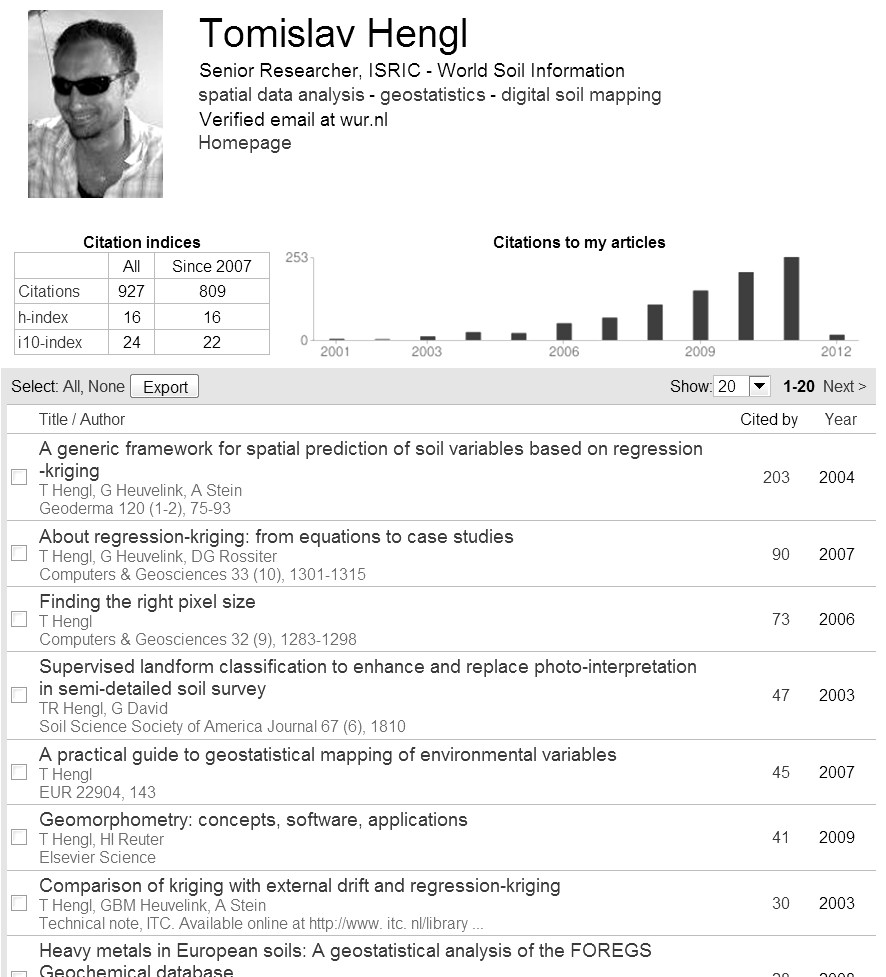 Tomislav Hengl
Senior Researcher, ISRIC - World Soil Information
spatial data analysis - geostatistics - digital soil mapping
Verified email at wur.nl
Homepage
Citation indices
All Since 2007
Citations 927 809
h-index 16 16
i10-index 24 22
Citations to my articles
253
0
2001 2003 2006 2009 2012
Select: All, None Export Show: 20 1-20 Next >
Title / Author Cited by Year
A generic framework for spatial prediction of soil variables based on regression
-kriging
T Hengl, G Heuvelink, A Stein
Geoderma 120 (1-2), 75-93
203 2004
About regression-kriging: from equations to case studies
T Hengl, G Heuvelink, DG Rossiter
Computers & Geosciences 33 (10), 1301-1315
90 2007
Finding the right pixel size
T Hengl
Computers & Geosciences 32 (9), 1283-1298
73 2006
Supervised landform classification to enhance and replace photo-interpretation
in semi-detailed soil survey
TR Hengl, G David
Soil Science Society of America Journal 67 (6), 1810
47 2003
A practical guide to geostatistical mapping of environmental variables
T Hengl
EUR 22904, 143
45 2007
Geomorphometry: concepts, software, applications
T Hengl, HI Reuter
Elsevier Science
41 2009
Comparison of kriging with external drift and regression-kriging
T Hengl, GBM Heuvelink, A Stein
Technical note, ITC. Available online at http://www. itc. nl/library ...
30 2003
Heavy metals in European soils: A geostatistical analysis of the FOREGS
Geochemical database